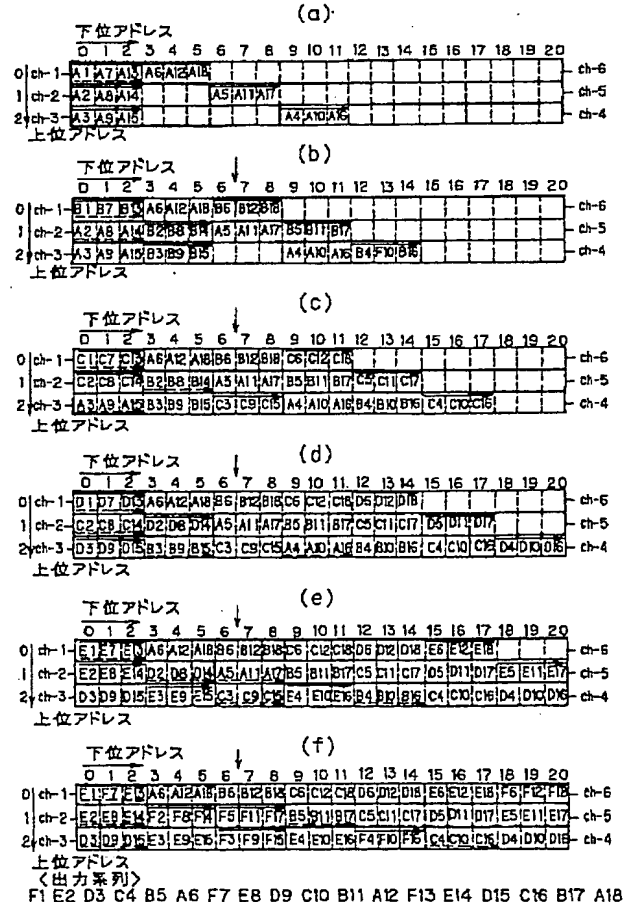 (a)
下位アドレス
0 1 2 3 4 5 6 7 8 9 10 11 12 13 14 15 16 17 18 19 20
0 ch-1 A1 A7 A13 A6 A12 A18 ch-6
1 ch-2 A2 A8 A14 A5 A11 A17 ch-5
2 ch-3 A3 A9 A15 A4 A10 A16 ch-4
上位アドレス
(b)
下位アドレス
0 1 2 3 4 5 6 7 8 9 10 11 12 13 14 15 16 17 18 19 20
0 ch-1 B1 B7 B13 A6 A12 A18 B6 B12 B18 ch-6
1 ch-2 A2 A8 A14 B2 B8 B14 A5 A11 A17 B5 B11 B17 ch-5
2 ch-3 A3 A9 A15 B3 B9 B15 A4 A10 A16 B4 F10 B16 ch-4
上位アドレス
(c)
下位アドレス
0 1 2 3 4 5 6 7 8 9 10 11 12 13 14 15 16 17 18 19 20
0 ch-1 C1 C7 C13 A6 A12 A18 B6 B12 B18 C6 C12 C18 ch-6
1 ch-2 C2 C8 C14 B2 B8 B14 A5 A11 A17 B5 B11 B17 C5 C11 C17 ch-5
2 ch-3 A3 A9 A15 B3 B9 B15 C3 C9 C15 A4 A10 A16 B4 B10 B16 C4 C10 C16 ch-4
上位アドレス
(d)
下位アドレス
0 1 2 3 4 5 6 7 8 9 10 11 12 13 14 15 16 17 18 19 20
0 ch-1 D1 D7 D13 A6 A12 A18 B6 B12 B18 C6 C12 C18 D6 D12 D18 ch-6
1 ch-2 C2 C8 C14 D2 D8 D14 A5 A11 A17 B5 B11 B17 C5 C11 C17 D5 D11 D17 ch-5
2 ch-3 D3 D9 D15 B3 B9 B15 C3 C9 C15 A4 A10 A16 B4 B10 B16 C4 C10 C16 D4 D10 D16 ch-4
上位アドレス
(e)
下位アドレス
0 1 2 3 4 5 6 7 8 9 10 11 12 13 14 15 16 17 18 19 20
0 ch-1 E1 E7 E13 A6 A12 A18 B6 B12 B18 C6 C12 C18 D6 D12 D18 E6 E12 E18 ch-6
1 ch-2 E2 E8 E14 D2 D8 D14 A5 A11 A17 B5 B11 B17 C5 C11 C17 D5 D11 D17 E5 E11 E17 ch-5
2 ch-3 D3 D9 D15 E3 E9 E15 C3 C9 C15 E4 E10 E16 B4 B10 B16 C4 C10 C16 D4 D10 D16 ch-4
上位アドレス
(f)
下位アドレス
0 1 2 3 4 5 6 7 8 9 10 11 12 13 14 15 16 17 18 19 20
0 ch-1 E1 F7 E13 A6 A12 A18 B6 B12 B18 C6 C12 C18 D6 D12 D18 E6 E12 E18 F6 F12 F18 ch-6
1 ch-2 E2 E8 E14 F2 F8 F14 F5 F11 F17 B5 B11 B17 C5 C11 C17 D5 D11 D17 E5 E11 E17 ch-5
2 ch-3 D3 D9 D15 E3 E9 E15 F3 F9 F15 E4 E10 E16 F4 F10 F16 C4 C10 C16 D4 D10 D16 ch-4
上位アドレス
〈出力系列〉
F1 E2 D3 C4 B5 A6 F7 E8 D9 C10 B11 A12 F13 E14 D15 C16 B17 A18